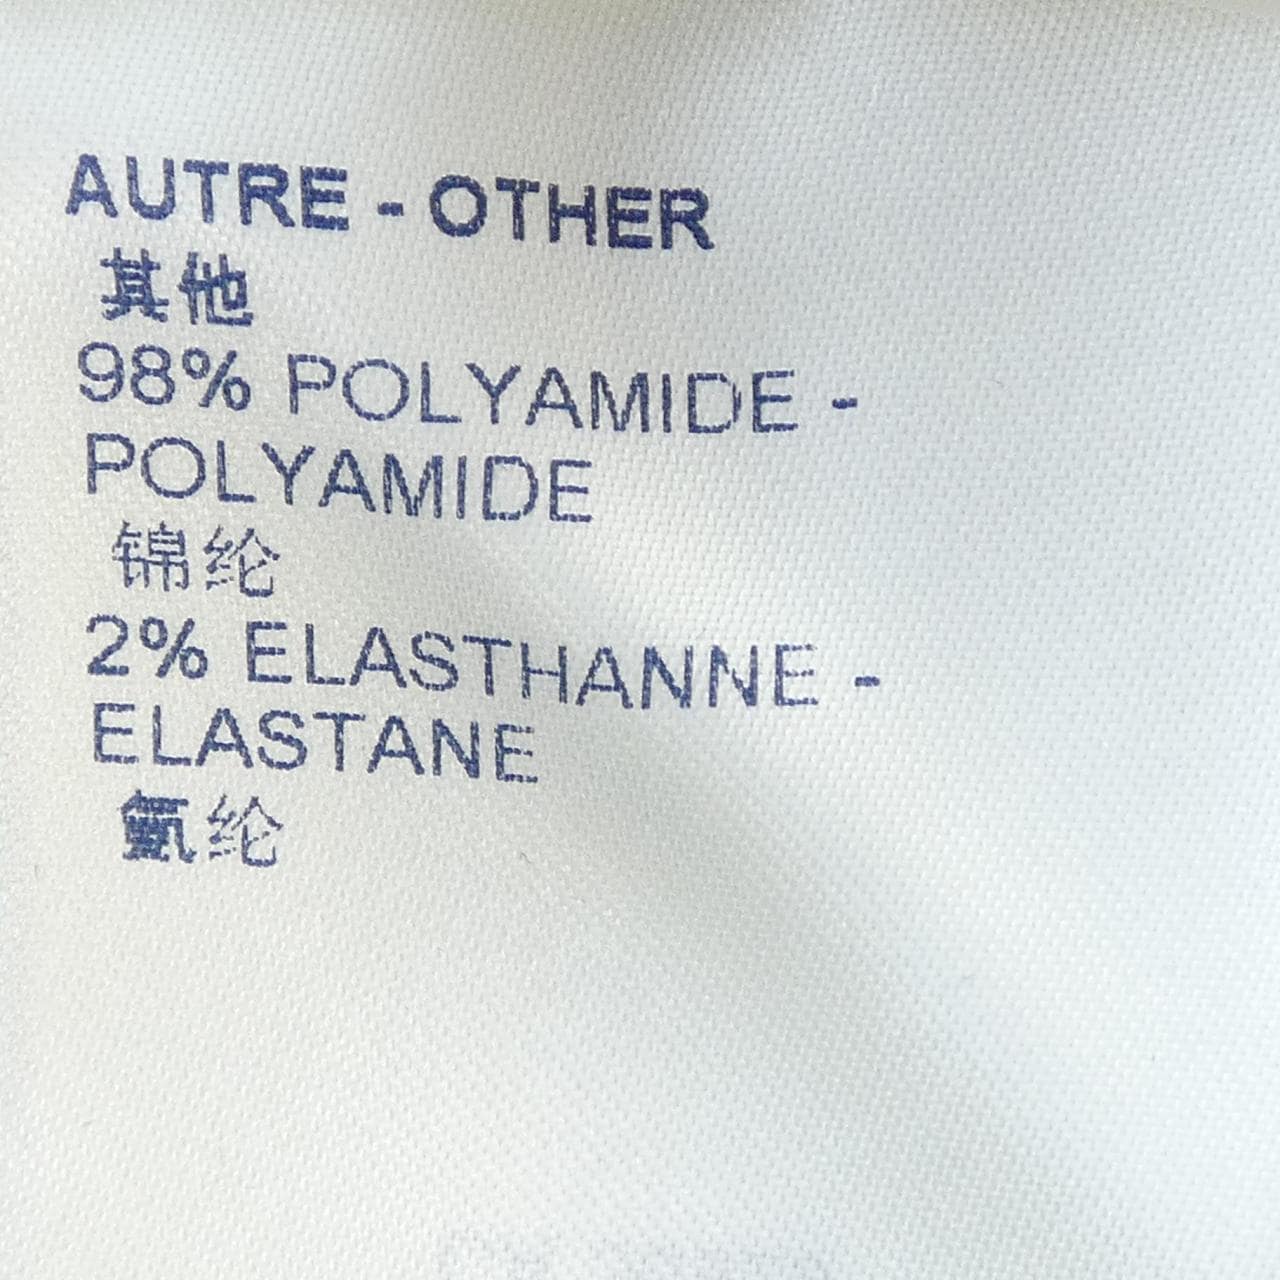 AUTRE - OTHER
其他
98% POLYAMIDE -
POLYAMIDE
锦纶
2% ELASTHANNE -
ELASTANE
氨纶